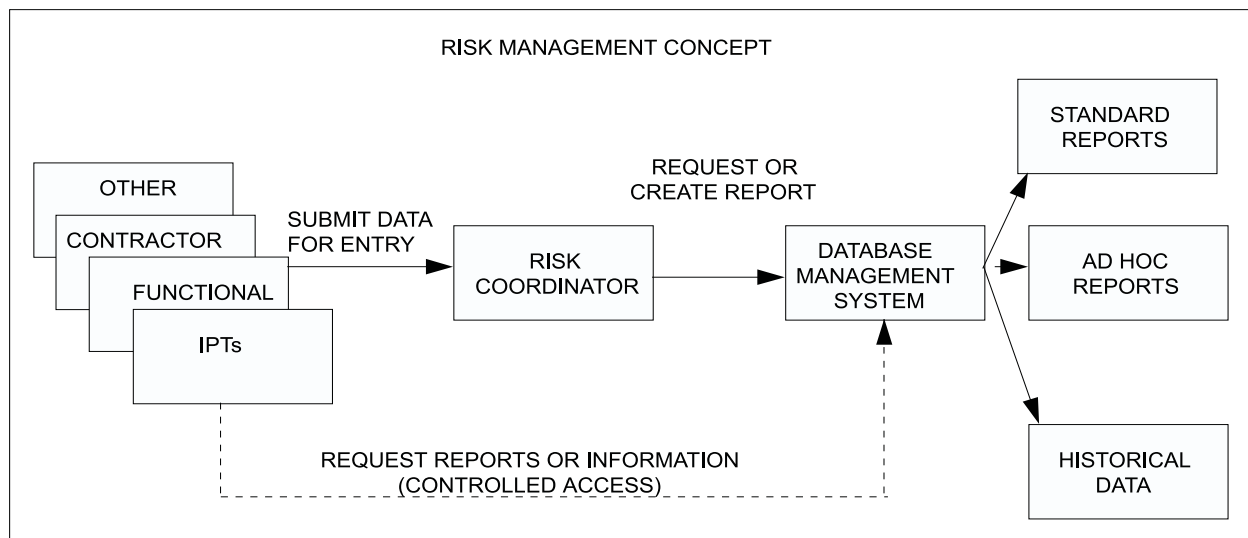 RISK MANAGEMENT CONCEPT
OTHER
CONTRACTOR
FUNCTIONAL
IPTs
SUBMIT DATA
FOR ENTRY
RISK
COORDINATOR
REQUEST OR
CREATE REPORT
DATABASE
MANAGEMENT
SYSTEM
STANDARD
REPORTS
AD HOC
REPORTS
HISTORICAL
DATA
REQUEST REPORTS OR INFORMATION
(CONTROLLED ACCESS)